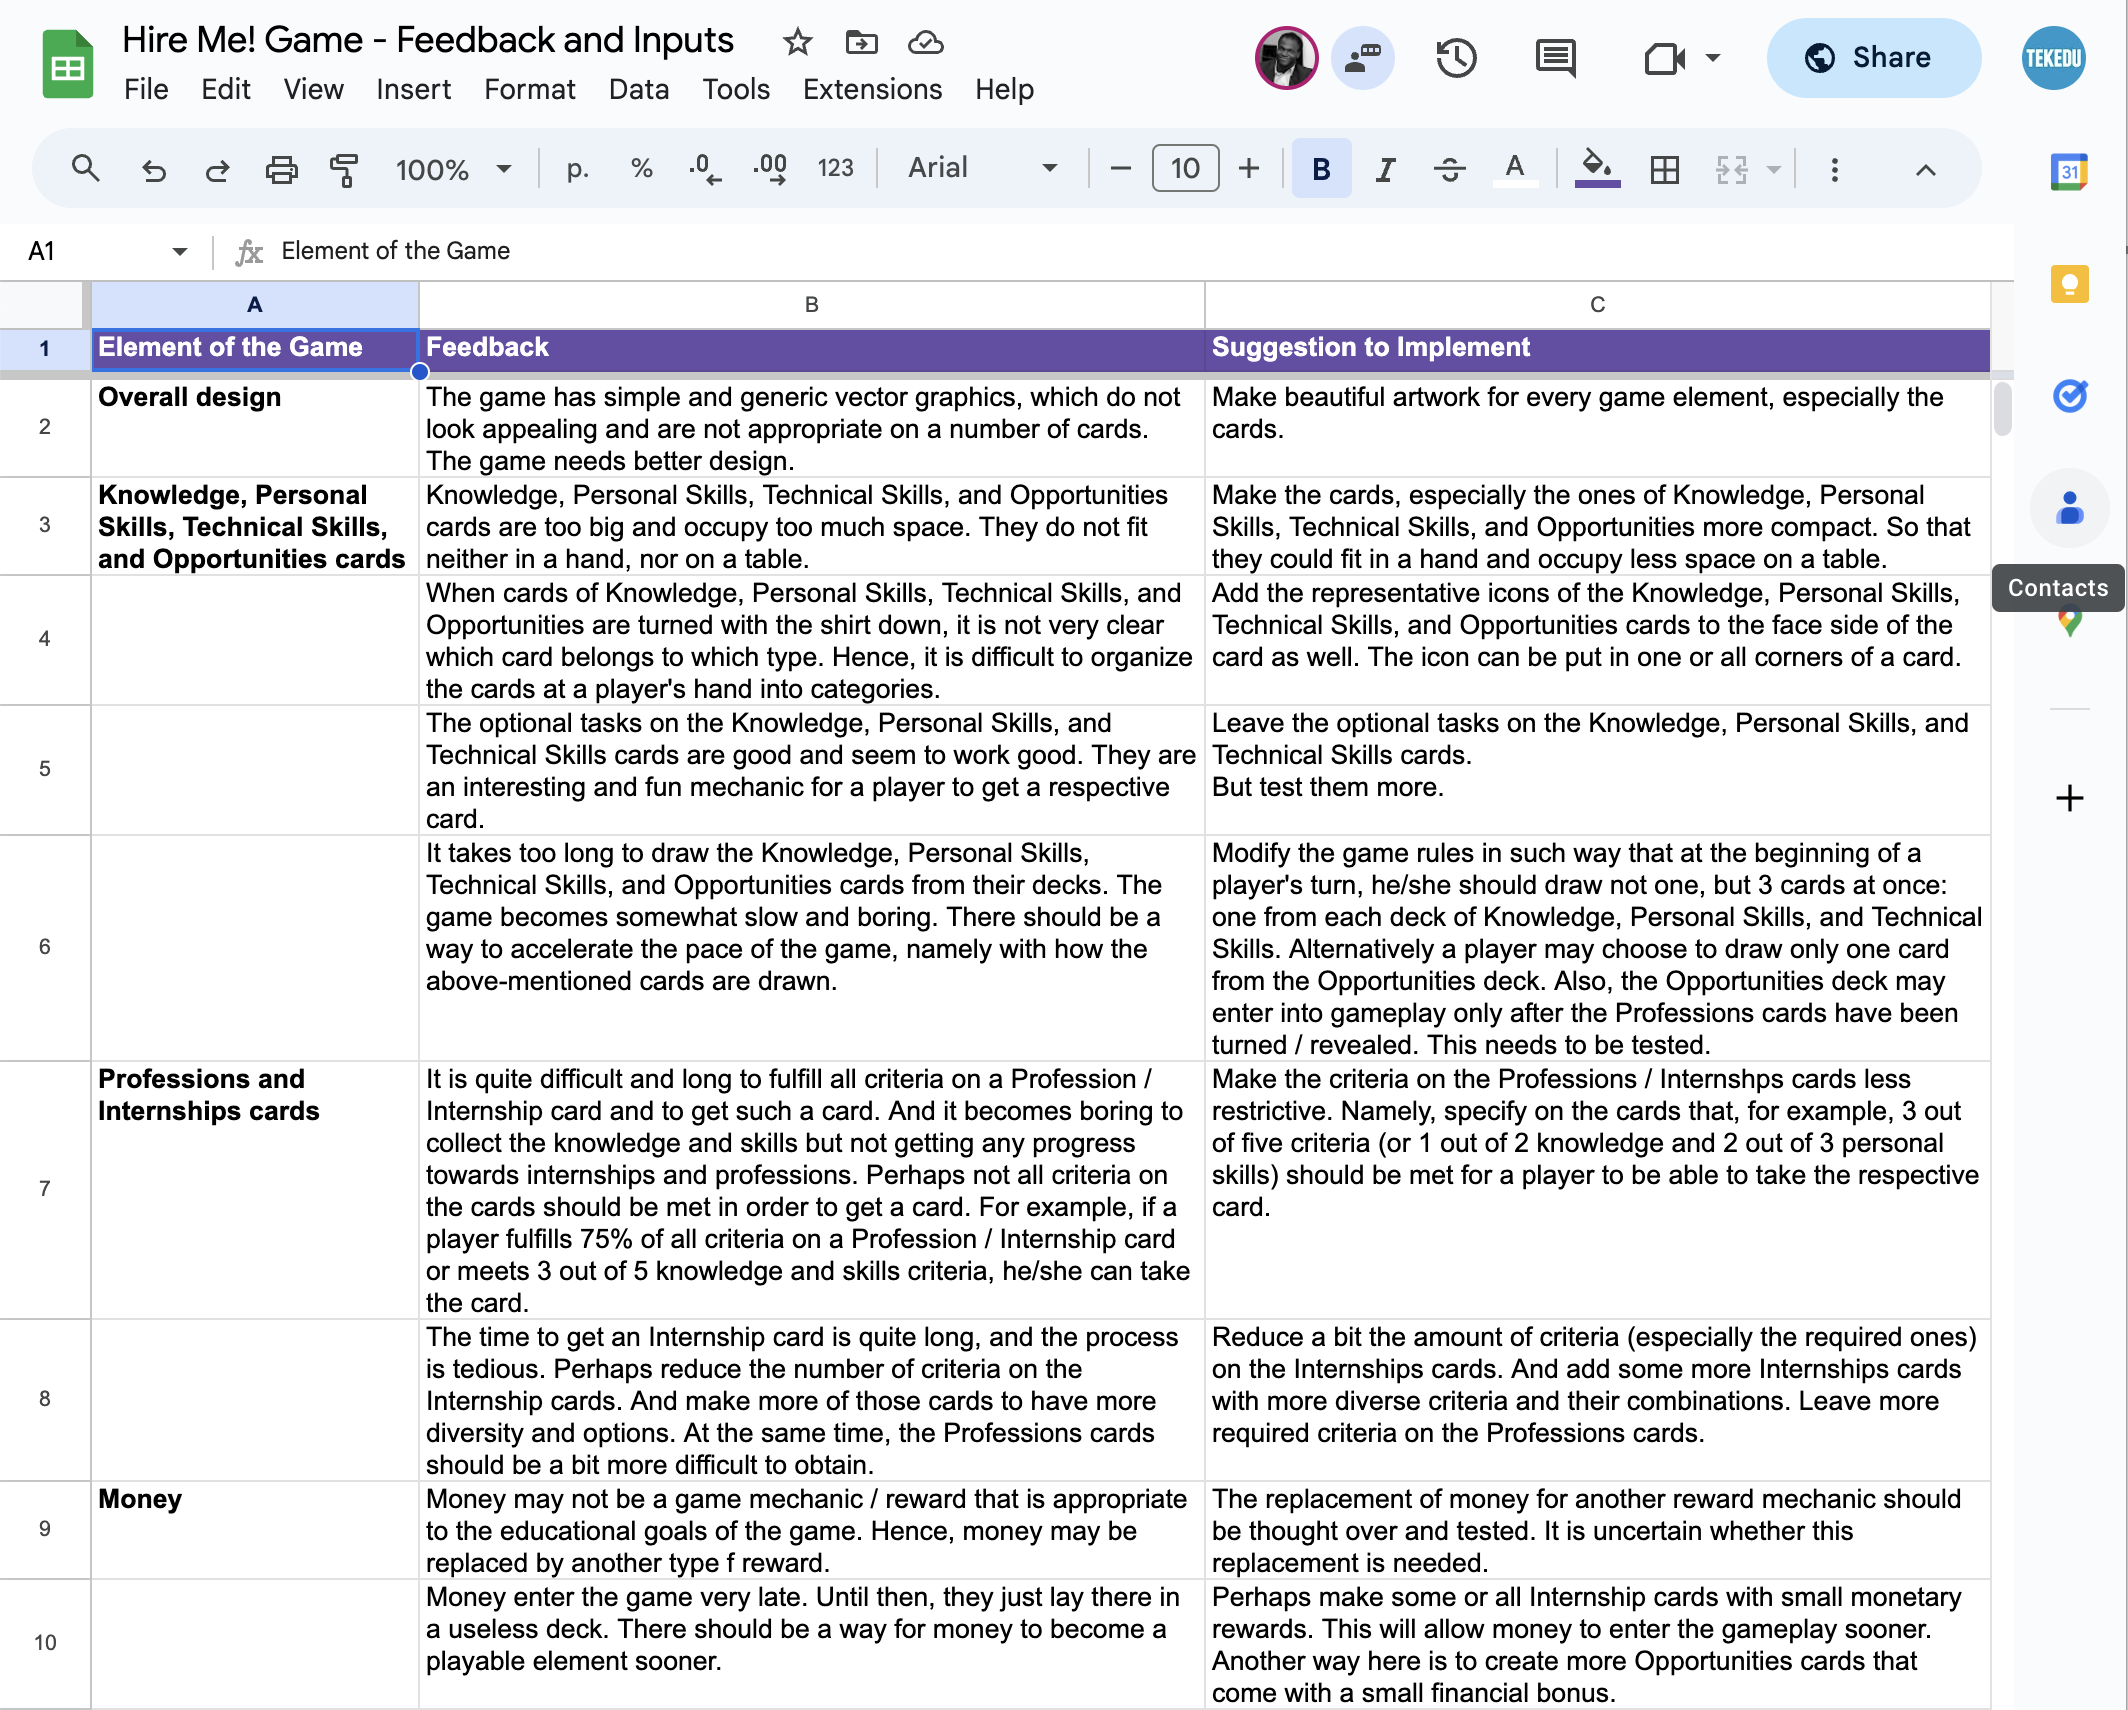 Hire Me! Game - Feedback and Inputs
File Edit View Insert Format Data Tools Extensions Help
Share
TEKEDU
100% p. % .0 .00 123 Arial 10 B I S A
31
A1 fx Element of the Game
A B C
1 Element of the Game Feedback Suggestion to Implement
2
Overall design
The game has simple and generic vector graphics, which do not
look appealing and are not appropriate on a number of cards.
The game needs better design.
Make beautiful artwork for every game element, especially the
cards.
3
Knowledge, Personal
Skills, Technical Skills,
and Opportunities cards
Knowledge, Personal Skills, Technical Skills, and Opportunities
cards are too big and occupy too much space. They do not fit
neither in a hand, nor on a table.
Make the cards, especially the ones of Knowledge, Personal
Skills, Technical Skills, and Opportunities more compact. So that
they could fit in a hand and occupy less space on a table.
Contacts
4
When cards of Knowledge, Personal Skills, Technical Skills, and
Opportunities are turned with the shirt down, it is not very clear
which card belongs to which type. Hence, it is difficult to organize
the cards at a player's hand into categories.
Add the representative icons of the Knowledge, Personal Skills,
Technical Skills, and Opportunities cards to the face side of the
card as well. The icon can be put in one or all corners of a card.
5
The optional tasks on the Knowledge, Personal Skills, and
Technical Skills cards are good and seem to work good. They are
an interesting and fun mechanic for a player to get a respective
card.
Leave the optional tasks on the Knowledge, Personal Skills, and
Technical Skills cards.
But test them more.
6
It takes too long to draw the Knowledge, Personal Skills,
Technical Skills, and Opportunities cards from their decks. The
game becomes somewhat slow and boring. There should be a
way to accelerate the pace of the game, namely with how the
above-mentioned cards are drawn.
Modify the game rules in such way that at the beginning of a
player's turn, he/she should draw not one, but 3 cards at once:
one from each deck of Knowledge, Personal Skills, and Technical
Skills. Alternatively a player may choose to draw only one card
from the Opportunities deck. Also, the Opportunities deck may
enter into gameplay only after the Professions cards have been
turned / revealed. This needs to be tested.
7
Professions and
Internships cards
It is quite difficult and long to fulfill all criteria on a Profession /
Internship card and to get such a card. And it becomes boring to
collect the knowledge and skills but not getting any progress
towards internships and professions. Perhaps not all criteria on
the cards should be met in order to get a card. For example, if a
player fulfills 75% of all criteria on a Profession / Internship card
or meets 3 out of 5 knowledge and skills criteria, he/she can take
the card.
Make the criteria on the Professions / Internshps cards less
restrictive. Namely, specify on the cards that, for example, 3 out
of five criteria (or 1 out of 2 knowledge and 2 out of 3 personal
skills) should be met for a player to be able to take the respective
card.
8
The time to get an Internship card is quite long, and the process
is tedious. Perhaps reduce the number of criteria on the
Internship cards. And make more of those cards to have more
diversity and options. At the same time, the Professions cards
should be a bit more difficult to obtain.
Reduce a bit the amount of criteria (especially the required ones)
on the Internships cards. And add some more Internships cards
with more diverse criteria and their combinations. Leave more
required criteria on the Professions cards.
9
Money
Money may not be a game mechanic / reward that is appropriate
to the educational goals of the game. Hence, money may be
replaced by another type f reward.
The replacement of money for another reward mechanic should
be thought over and tested. It is uncertain whether this
replacement is needed.
10
Money enter the game very late. Until then, they just lay there in
a useless deck. There should be a way for money to become a
playable element sooner.
Perhaps make some or all Internship cards with small monetary
rewards. This will allow money to enter the gameplay sooner.
Another way here is to create more Opportunities cards that
come with a small financial bonus.